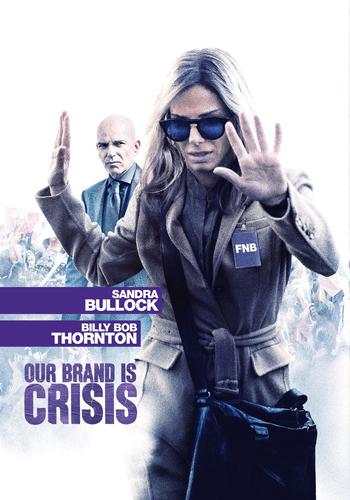 FNB
SANDRA
BULLOCK
BILLY BOB
THORNTON
OUR BRAND IS
CRISIS